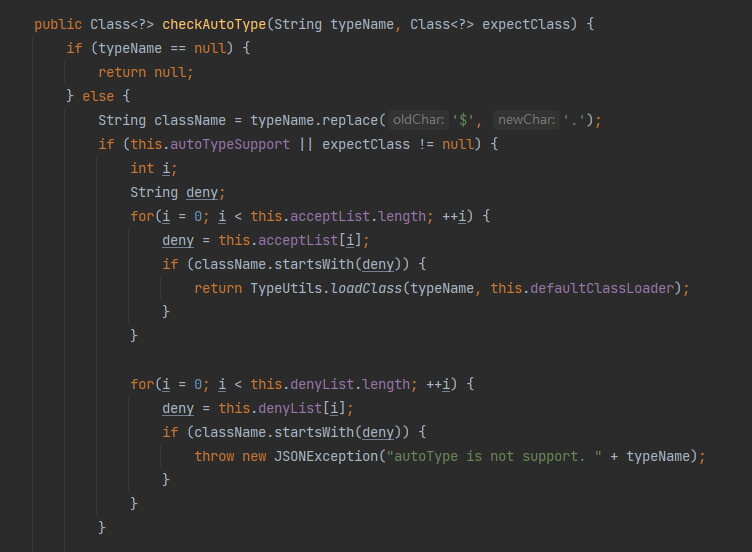 public Class<?> checkAutoType(String typeName, Class<?> expectClass) {
    if (typeName == null) {
        return null;
    } else {
        String className = typeName.replace( oldChar: '$', newChar: '.');
        if (this.autoTypeSupport || expectClass != null) {
            int i;
            String deny;
            for(i = 0; i < this.acceptList.length; ++i) {
                deny = this.acceptList[i];
                if (className.startsWith(deny)) {
                    return TypeUtils.loadClass(typeName, this.defaultClassLoader);
                }
            }

            for(i = 0; i < this.denyList.length; ++i) {
                deny = this.denyList[i];
                if (className.startsWith(deny)) {
                    throw new JSONException("autoType is not support. " + typeName);
                }
            }
        }